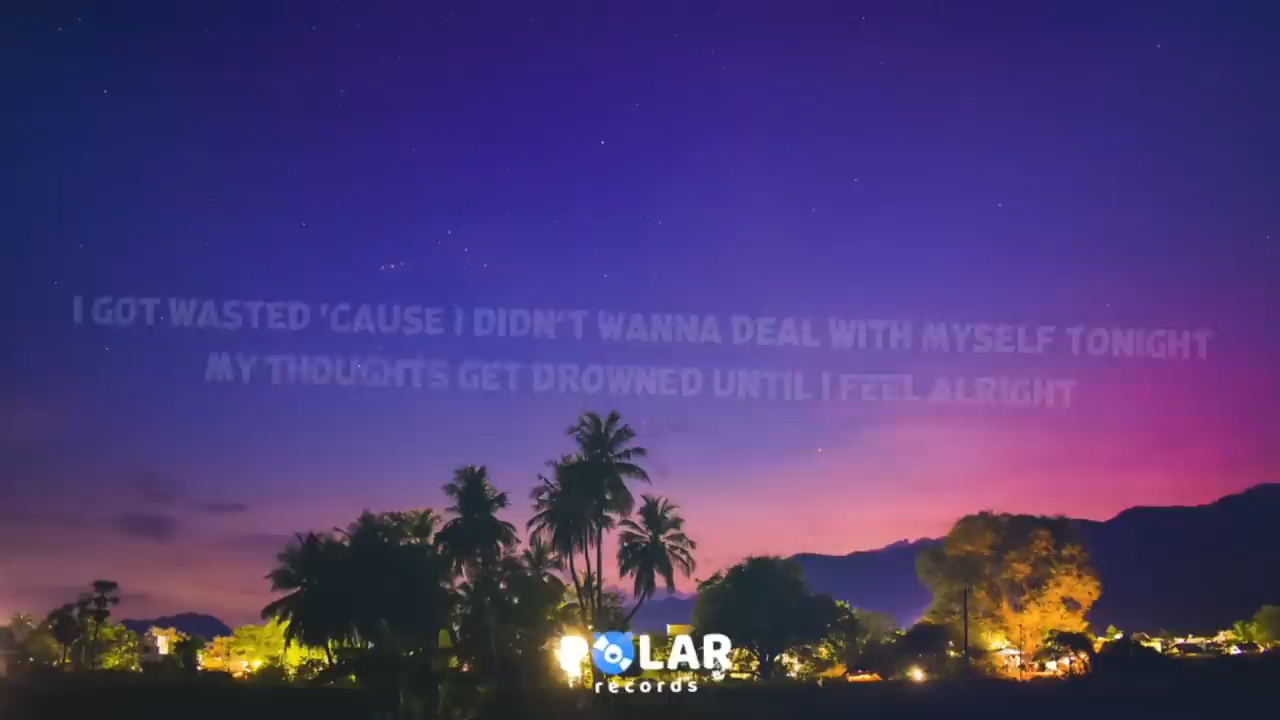 I GOT WASTED 'CAUSE I DIDN'T WANNA DEAL WITH MYSELF TONIGHT
MY THOUGHTS GET DROWNED UNTIL I FEEL ALRIGHT
POLAR
records